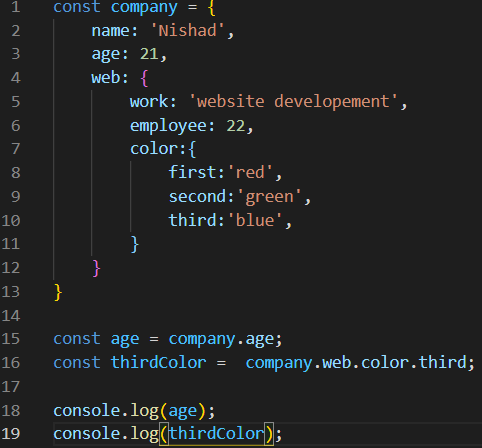 1 const company = {
2     name: 'Nishad',
3     age: 21,
4     web: {
5         work: 'website developement',
6         employee: 22,
7         color:{
8             first:'red',
9             second:'green',
10             third:'blue',
11         }
12     }
13 }
14
15 const age = company.age;
16 const thirdColor =  company.web.color.third;
17
18 console.log(age);
19 console.log(thirdColor);